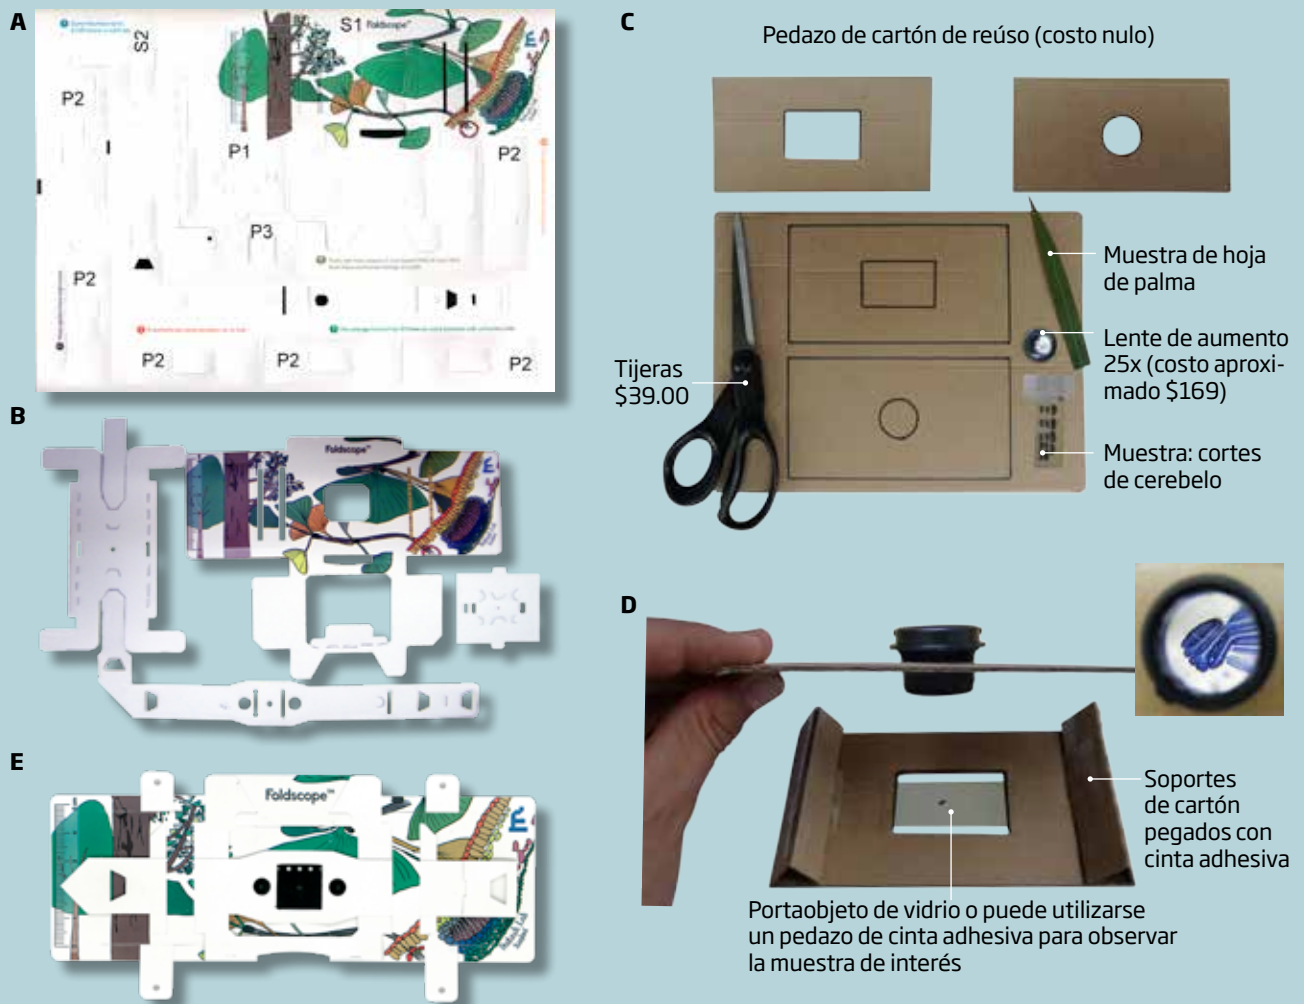 A
S2
S1 Foldscope™
P2
P1
P2
P3
P2
P2
P2
P2
B
Foldscope™
E
Foldscope™
C
Pedazo de cartón de reúso (costo nulo)
Muestra de hoja
de palma
Lente de aumento
25x (costo aproxi-
mado $169)
Tijeras
$39.00
Muestra: cortes
de cerebelo
D
Soportes
de cartón
pegados con
cinta adhesiva
Portaobjeto de vidrio o puede utilizarse
un pedazo de cinta adhesiva para observar
la muestra de interés